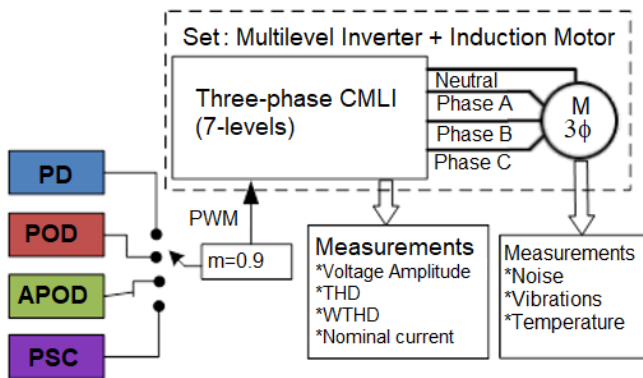 Set: Multilevel Inverter + Induction Motor
Three-phase CMLI
(7-levels)
Neutral
Phase A
Phase B
Phase C
M
3ϕ
PD
POD
APOD
PSC
PWM
m=0.9
Measurements
*Voltage Amplitude
*THD
*WTHD
*Nominal current
Measurements
*Noise
*Vibrations
*Temperature